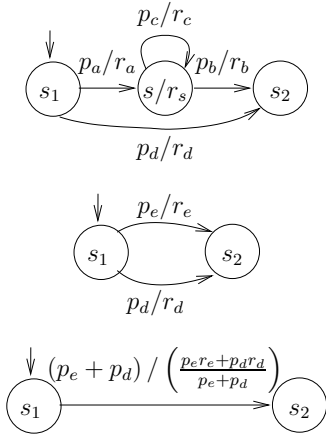 p_c/r_c
p_a/r_a p_b/r_b
s_1 s/r_s s_2
p_d/r_d
p_e/r_e
s_1 s_2
p_d/r_d
(p_e + p_d) / ( \frac{p_e r_e + p_d r_d}{p_e + p_d} )
s_1 s_2